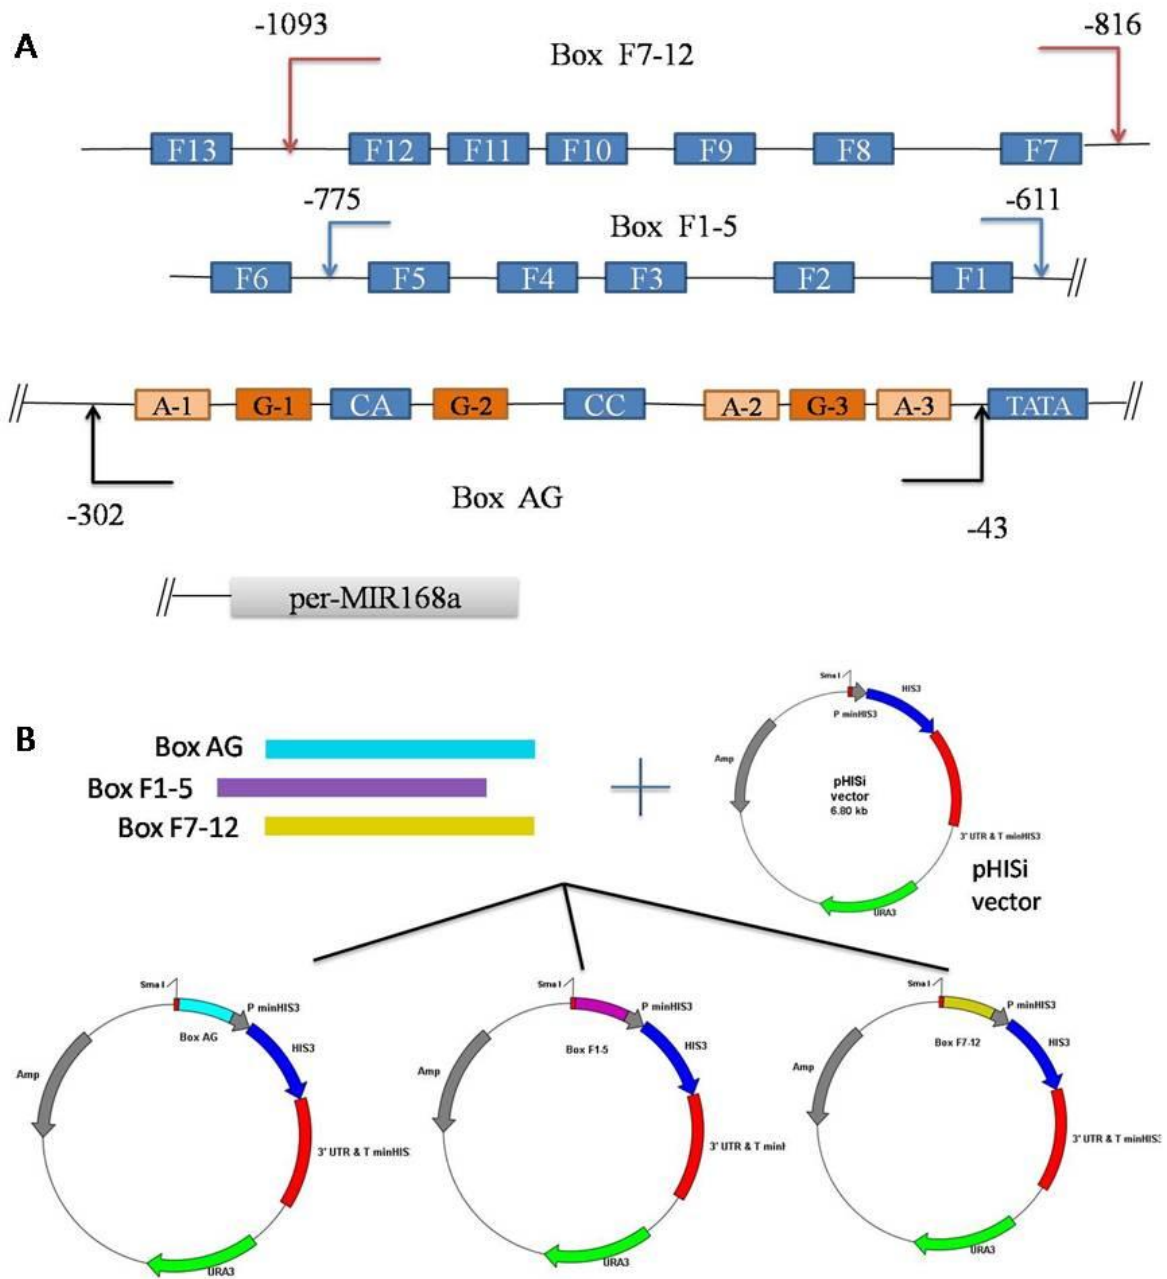 A
-1093
-816
Box F7-12
F13
F12
F11
F10
F9
F8
F7
-775
-611
Box F1-5
F6
F5
F4
F3
F2
F1
A-1
G-1
CA
G-2
CC
A-2
G-3
A-3
TATA
Box AG
-302
-43
per-MIR168a
B
Box AG
Box F1-5
Box F7-12
Sma I
HIS3
P minHIS3
Amp
pHISi
vector
6.80 kb
3' UTR & T minHIS3
URA3
pHISi
vector
Sma I
P minHIS3
Box AG
HIS3
Amp
3' UTR & T minHIS
URA3
Sma I
P minHIS3
Box F1-5
HIS3
Amp
3' UTR & T minH
URA3
Sma I
P minHIS3
Box F7-12
HIS3
Amp
3' UTR & T minHIS3
URA3